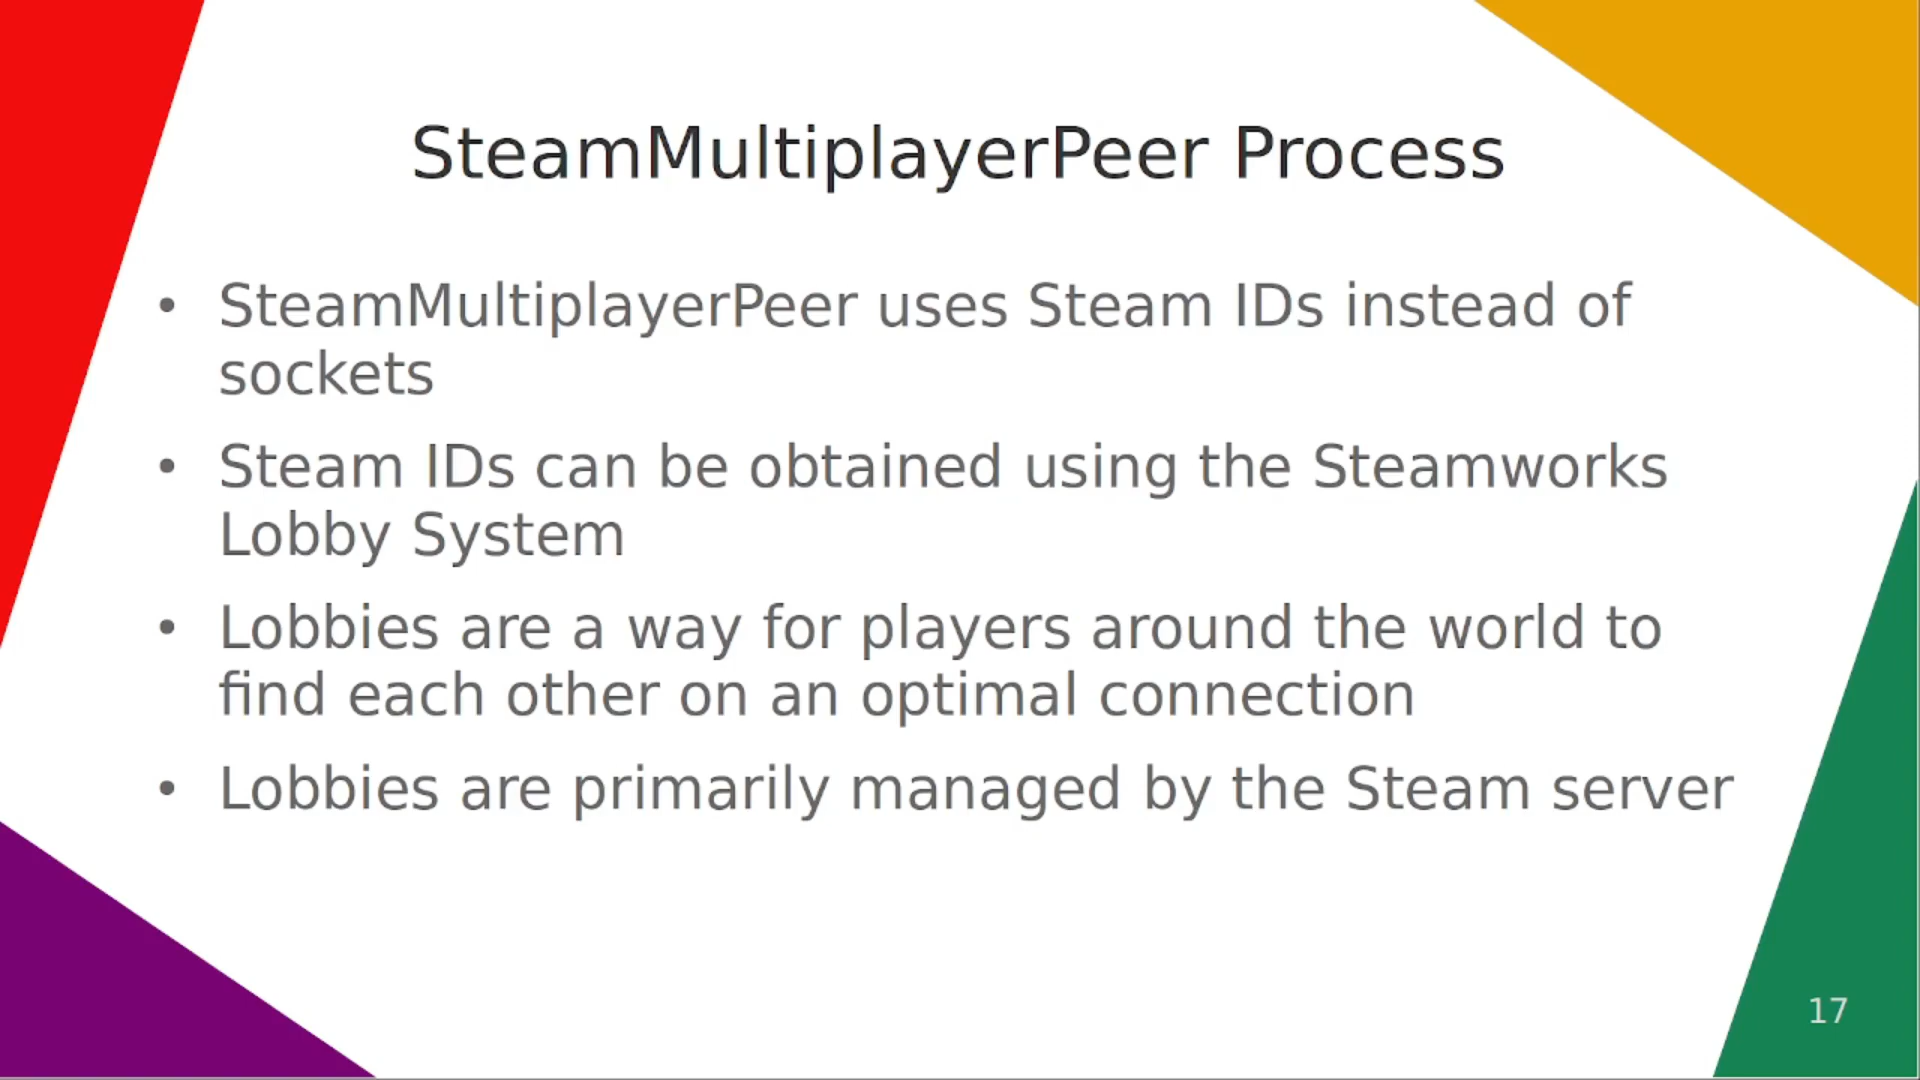 SteamMultiplayerPeer Process
• SteamMultiplayerPeer uses Steam IDs instead of
sockets
• Steam IDs can be obtained using the Steamworks
Lobby System
• Lobbies are a way for players around the world to
find each other on an optimal connection
• Lobbies are primarily managed by the Steam server
17